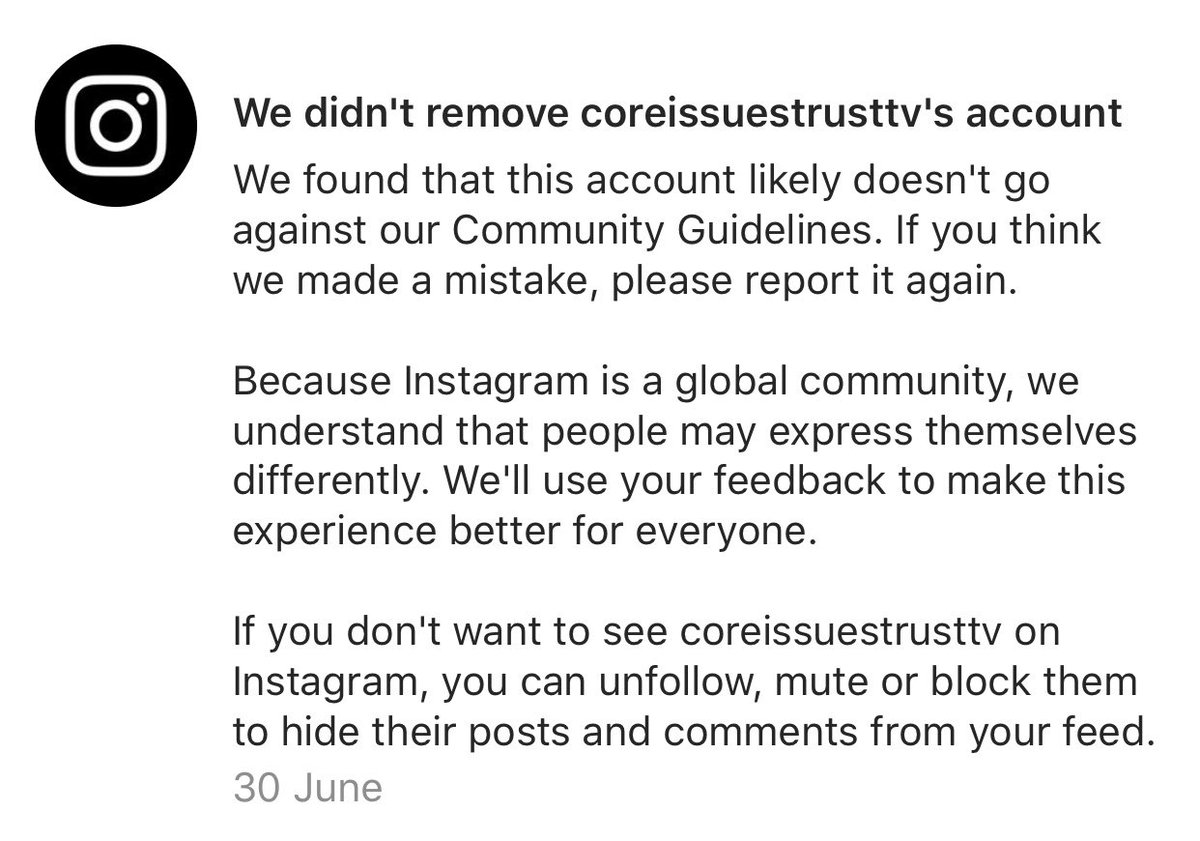 We didn't remove coreissuestrusttv's account
We found that this account likely doesn't go
against our Community Guidelines. If you think
we made a mistake, please report it again.
Because Instagram is a global community, we
understand that people may express themselves
differently. We'll use your feedback to make this
experience better for everyone.
If you don't want to see coreissuestrusttv on
Instagram, you can unfollow, mute or block them
to hide their posts and comments from your feed.
30 June